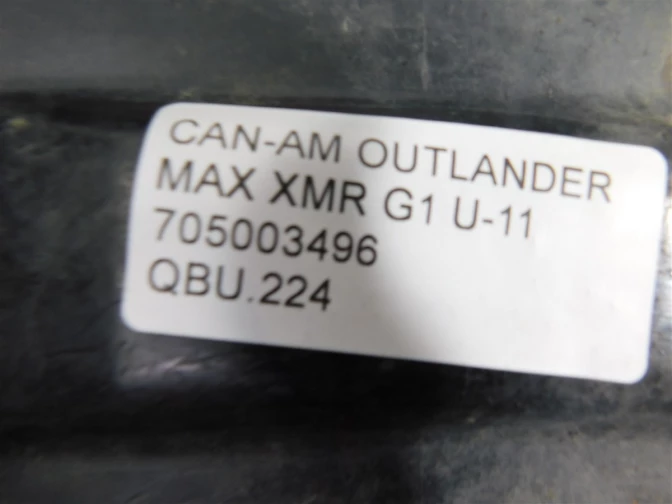 CAN-AM OUTLANDER
MAX XMR G1 U-11
705003496
QBU.224